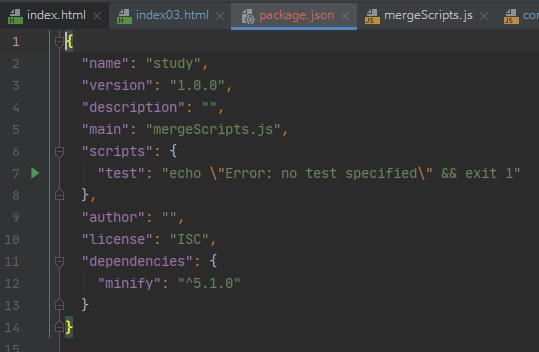 index.html × index03.html × package.json × mergeScripts.js ×
1 {
2 "name": "study",
3 "version": "1.0.0",
4 "description": "",
5 "main": "mergeScripts.js",
6 "scripts": {
7 "test": "echo \"Error: no test specified\" && exit 1"
8 },
9 "author": "",
10 "license": "ISC",
11 "dependencies": {
12 "minify": "^5.1.0"
13 }
14 }
15